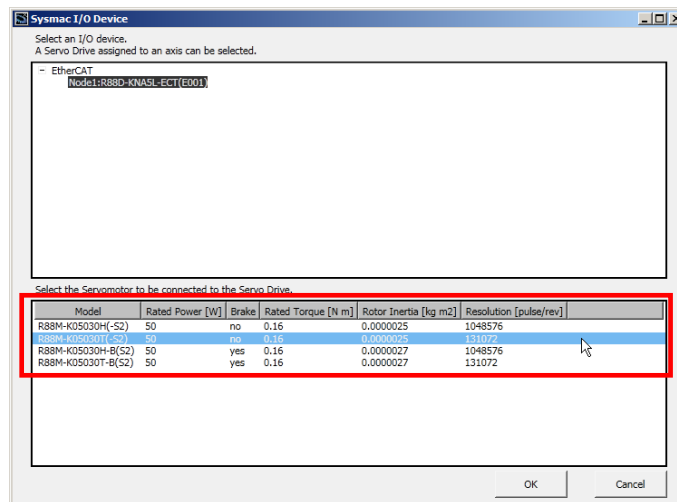 Sysmac I/O Device
Select an I/O device.
A Servo Drive assigned to an axis can be selected.
- EtherCAT
Node1:R88D-KNA5L-ECT(E001)
Select the Servomotor to be connected to the Servo Drive.
Model Rated Power [W] Brake Rated Torque [N m] Rotor Inertia [kg m2] Resolution [pulse/rev]
R88M-K05030H(-S2) 50 no 0.16 0.0000025 1048576
R88M-K05030T(-S2) 50 no 0.16 0.0000025 131072
R88M-K05030H-B(S2) 50 yes 0.16 0.0000027 1048576
R88M-K05030T-B(S2) 50 yes 0.16 0.0000027 131072
OK Cancel